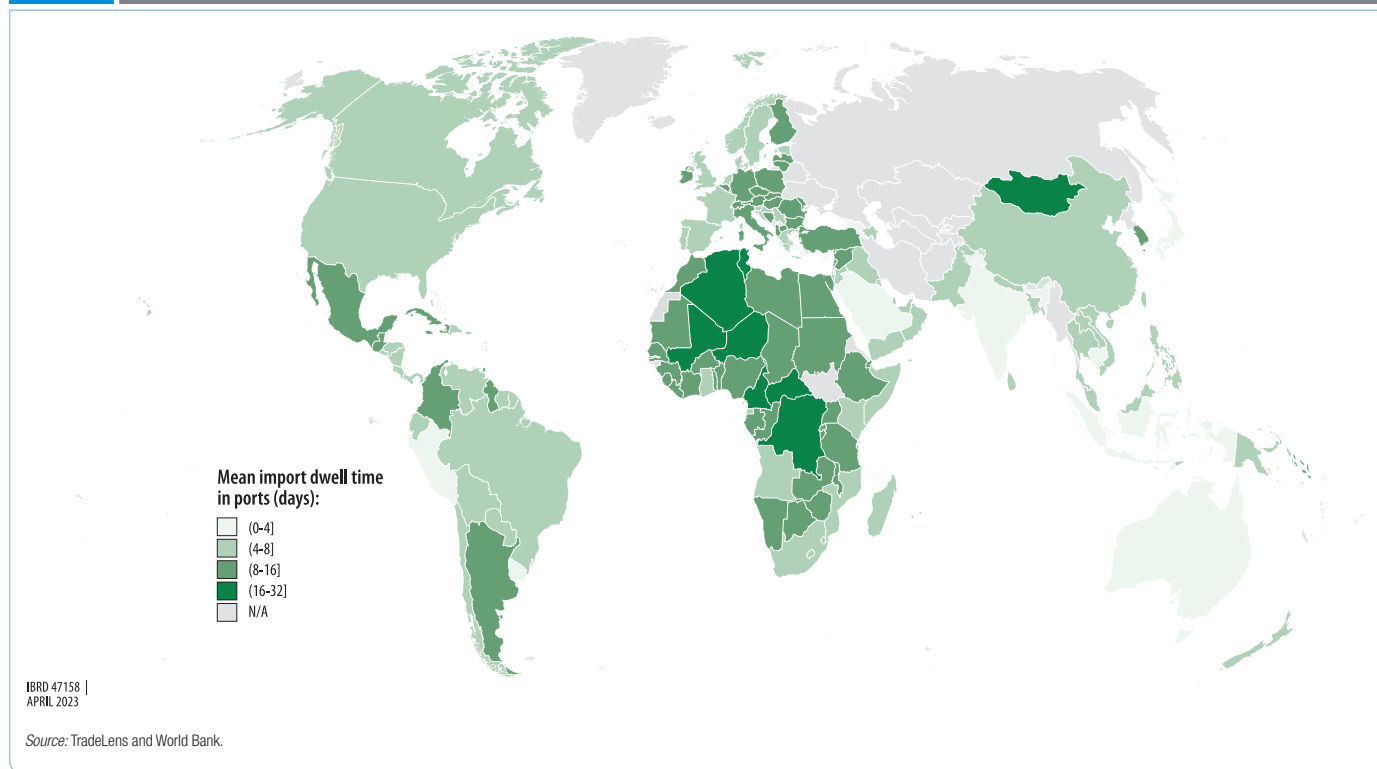 Mean import dwell time
in ports (days):
(0-4]
(4-8]
(8-16]
(16-32]
N/A
IBRD 47158 |
APRIL 2023
Source: TradeLens and World Bank.